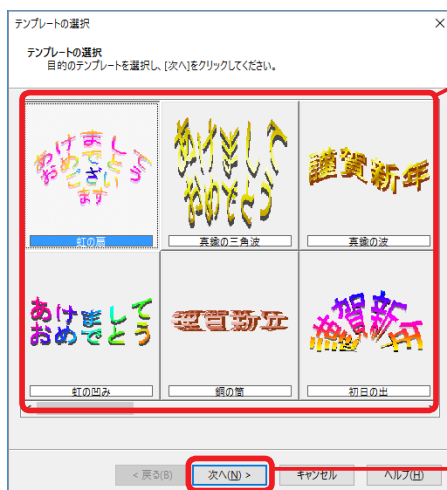 テンプレートの選択
テンプレートの選択
目的のテンプレートを選択し、[次へ]をクリックしてください。
あけまして
おめでとう
ござい
ます
虹の扇
あけまして
おめでとう
真鍮の三角波
謹賀新年
真鍮の波
あけまして
おめでとう
虹の凹み
謹賀新年
銅の筒
謹賀新年
初日の出
< 戻る(B)
次へ(N) >
キャンセル
ヘルプ(H)